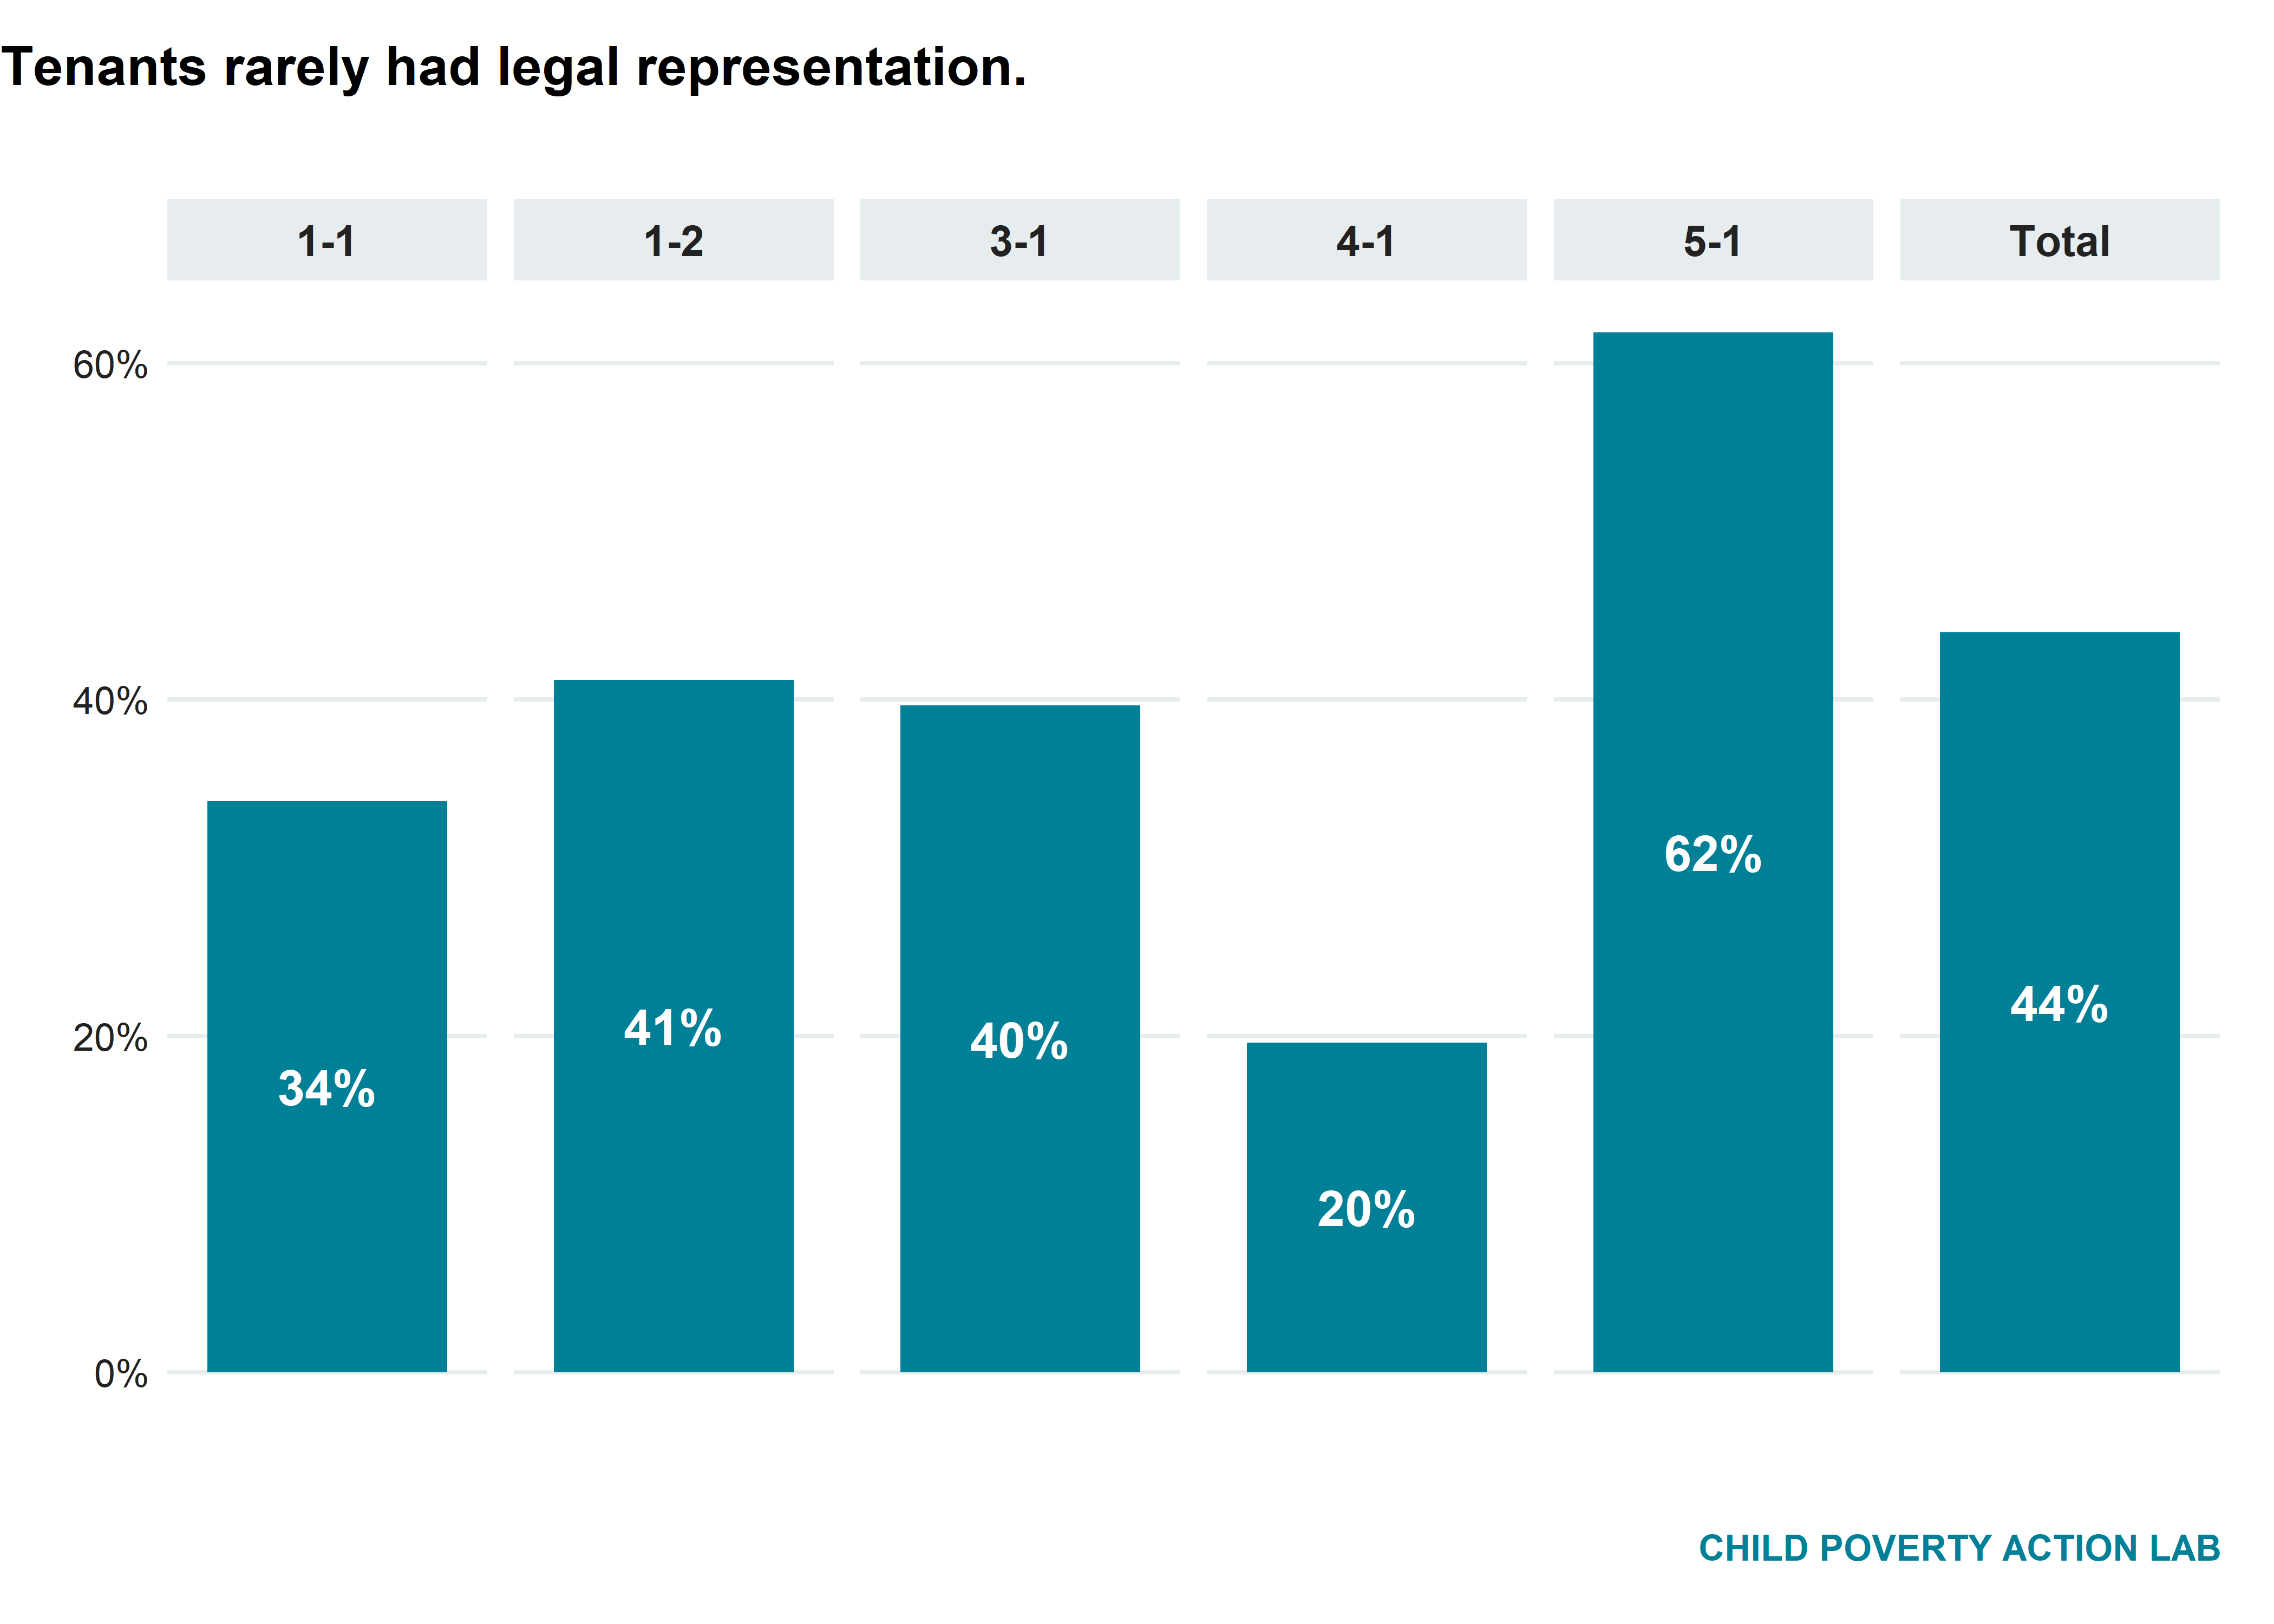 Tenants rarely had legal representation.
1-1 1-2 3-1 4-1 5-1 Total
60%
40%
20%
0%
34% 41% 40% 20% 62% 44%
CHILD POVERTY ACTION LAB